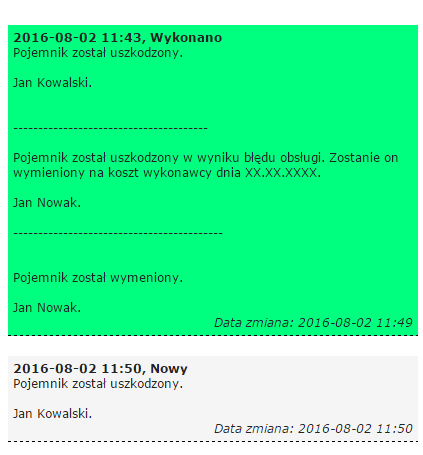 2016-08-02 11:43, Wykonano
Pojemnik został uszkodzony.
Jan Kowalski.
---------------------------------------
Pojemnik został uszkodzony w wyniku błędu obsługi. Zostanie on
wymieniony na koszt wykonawcy dnia XX.XX.XXXX.
Jan Nowak.
------------------------------------------
Pojemnik został wymeniony.
Jan Nowak.
Data zmiana: 2016-08-02 11:49
2016-08-02 11:50, Nowy
Pojemnik został uszkodzony.
Jan Kowalski.
Data zmiana: 2016-08-02 11:50